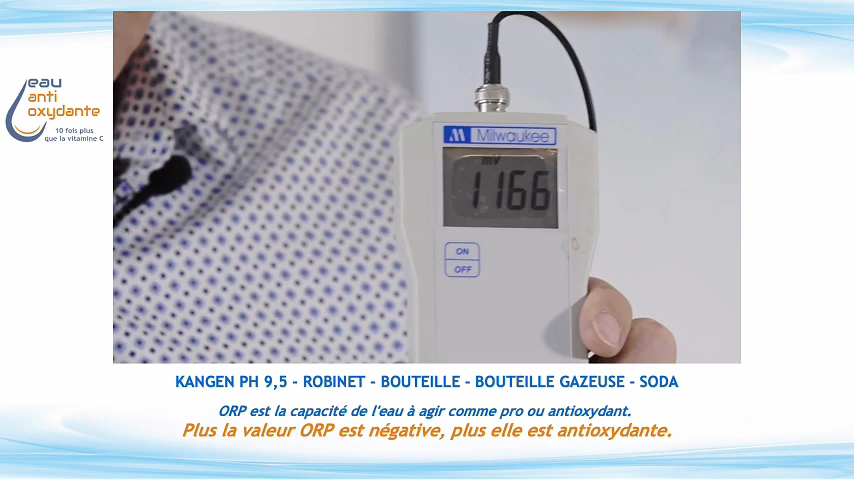 eau
anti
oxydante
10 fois plus
que la vitamine C
Milwaukee
mV
1166
ON
OFF
KANGEN PH 9,5 - ROBINET - BOUTEILLE - BOUTEILLE GAZEUSE - SODA
ORP est la capacité de l'eau à agir comme pro ou antioxydant.
Plus la valeur ORP est négative, plus elle est antioxydante.